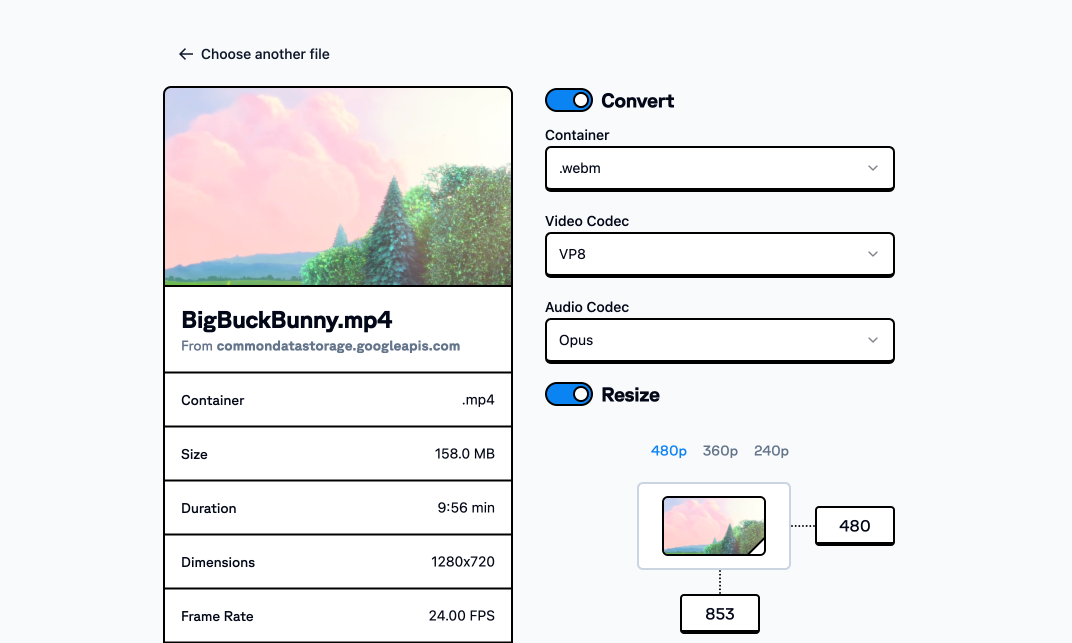 ← Choose another file
BigBuckBunny.mp4
From commondatastorage.googleapis.com
Container .mp4
Size 158.0 MB
Duration 9:56 min
Dimensions 1280x720
Frame Rate 24.00 FPS
Convert
Container
.webm
Video Codec
VP8
Audio Codec
Opus
Resize
480p 360p 240p
480
853